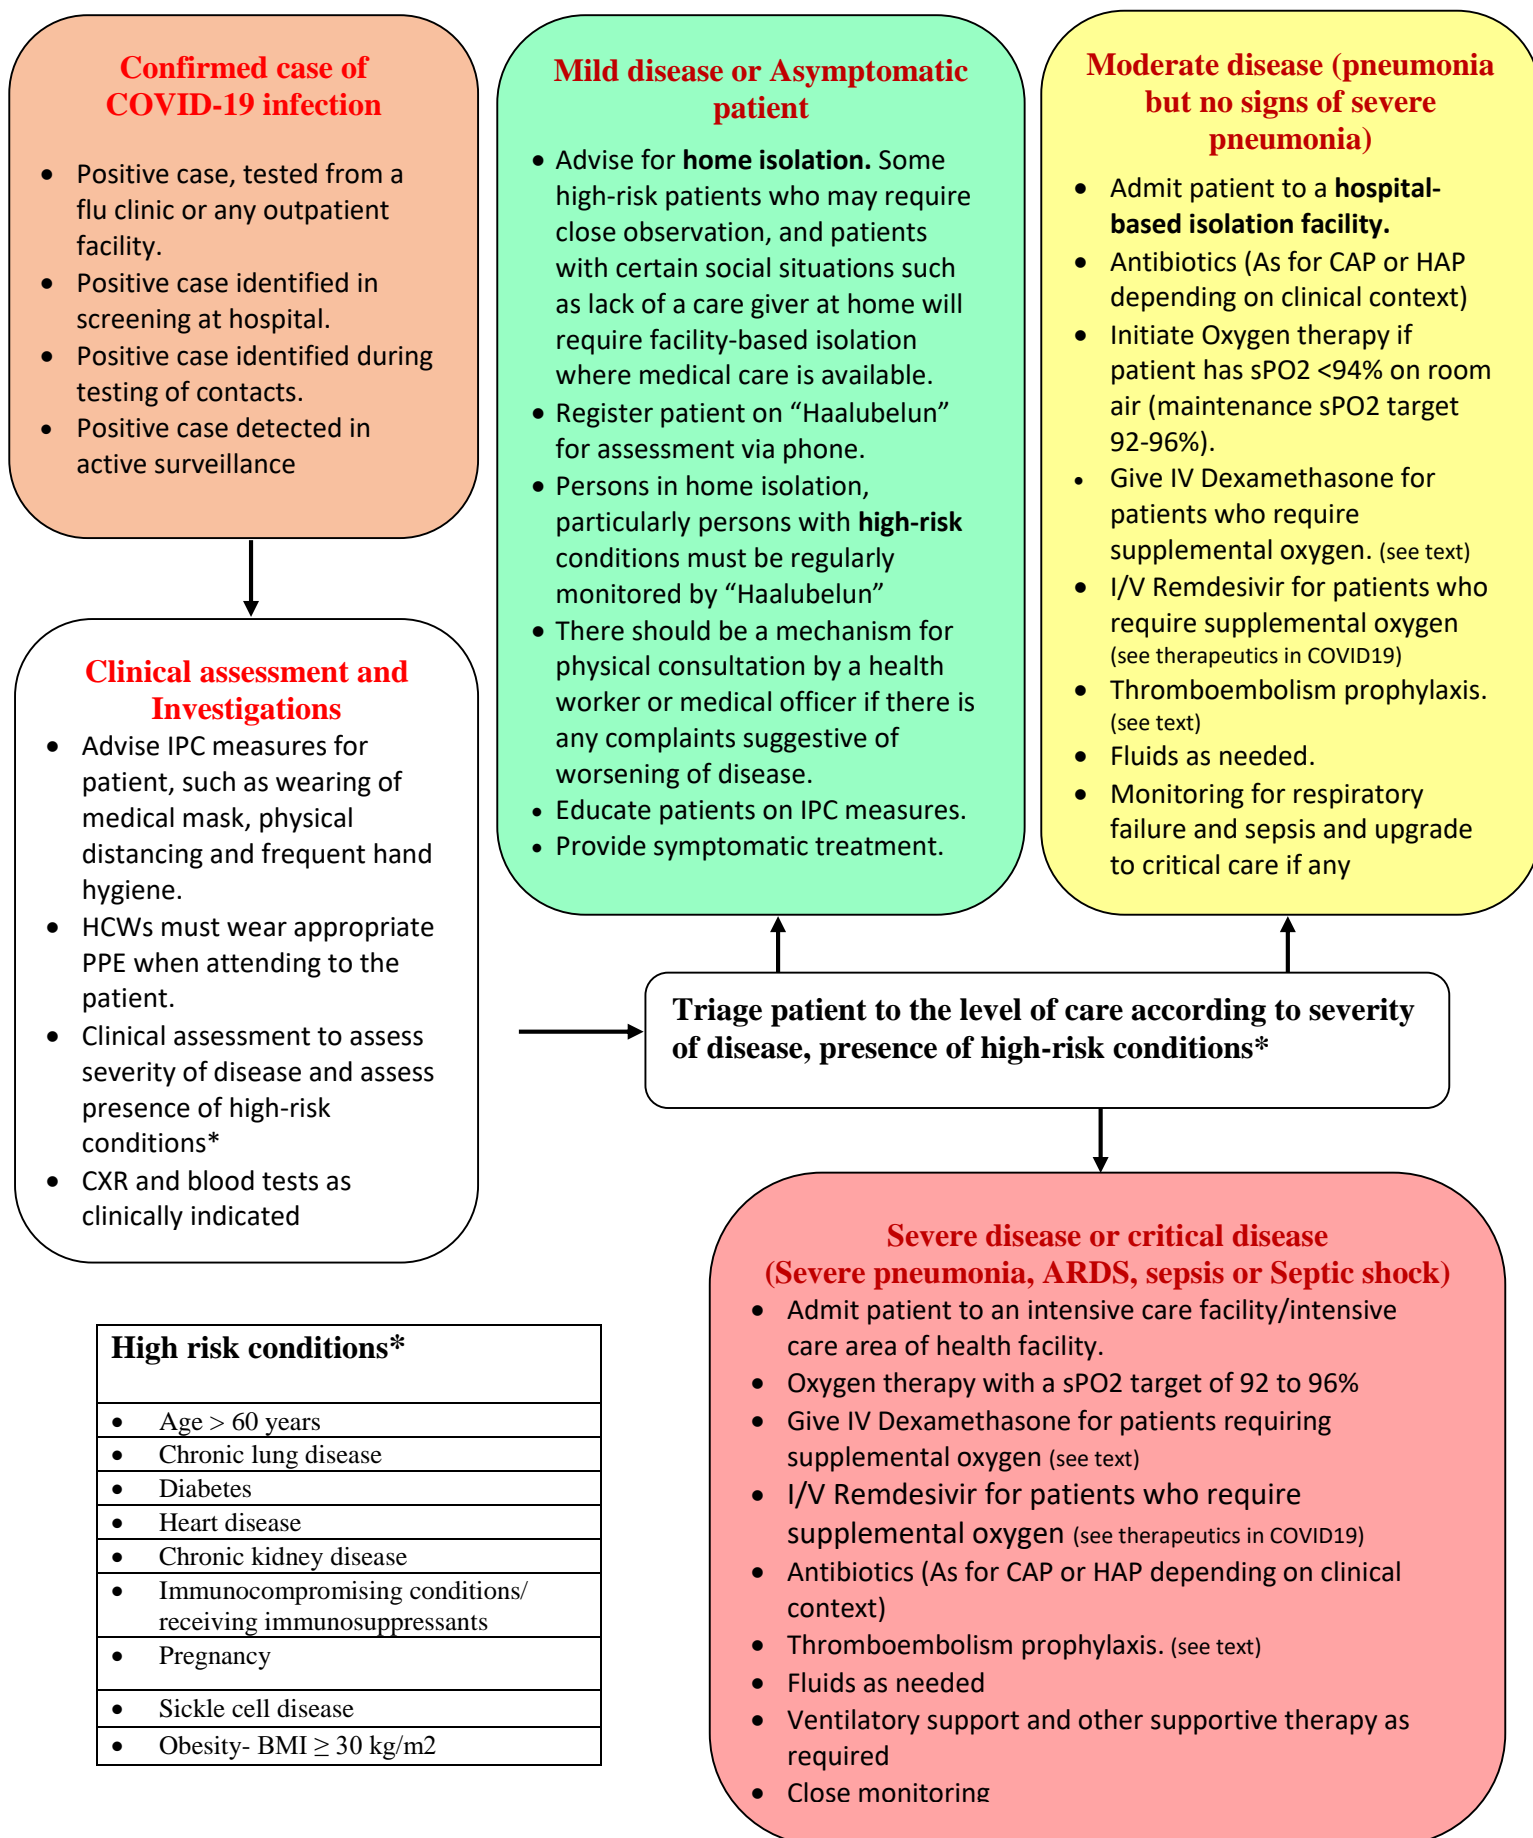 Confirmed case of
COVID-19 infection
• Positive case, tested from a
flu clinic or any outpatient
facility.
• Positive case identified in
screening at hospital.
• Positive case identified during
testing of contacts.
• Positive case detected in
active surveillance
Clinical assessment and
Investigations
• Advise IPC measures for
patient, such as wearing of
medical mask, physical
distancing and frequent hand
hygiene.
• HCWs must wear appropriate
PPE when attending to the
patient.
• Clinical assessment to assess
severity of disease and assess
presence of high-risk
conditions*
• CXR and blood tests as
clinically indicated
Triage patient to the level of care according to severity
of disease, presence of high-risk conditions*
Mild disease or Asymptomatic
patient
• Advise for home isolation. Some
high-risk patients who may require
close observation, and patients
with certain social situations such
as lack of a care giver at home will
require facility-based isolation
where medical care is available.
• Register patient on “Haalubelun”
for assessment via phone.
• Persons in home isolation,
particularly persons with high-risk
conditions must be regularly
monitored by “Haalubelun”
• There should be a mechanism for
physical consultation by a health
worker or medical officer if there is
any complaints suggestive of
worsening of disease.
• Educate patients on IPC measures.
• Provide symptomatic treatment.
Moderate disease (pneumonia
but no signs of severe
pneumonia)
• Admit patient to a hospital-
based isolation facility.
• Antibiotics (As for CAP or HAP
depending on clinical context)
• Initiate Oxygen therapy if
patient has sPO2 <94% on room
air (maintenance sPO2 target
92-96%).
• Give IV Dexamethasone for
patients who require
supplemental oxygen. (see text)
• I/V Remdesivir for patients who
require supplemental oxygen
(see therapeutics in COVID19)
• Thromboembolism prophylaxis.
(see text)
• Fluids as needed.
• Monitoring for respiratory
failure and sepsis and upgrade
to critical care if any
Severe disease or critical disease
(Severe pneumonia, ARDS, sepsis or Septic shock)
• Admit patient to an intensive care facility/intensive
care area of health facility.
• Oxygen therapy with a sPO2 target of 92 to 96%
• Give IV Dexamethasone for patients requiring
supplemental oxygen (see text)
• I/V Remdesivir for patients who require
supplemental oxygen (see therapeutics in COVID19)
• Antibiotics (As for CAP or HAP depending on clinical
context)
• Thromboembolism prophylaxis. (see text)
• Fluids as needed
• Ventilatory support and other supportive therapy as
required
• Close monitoring
High risk conditions*
• Age > 60 years
• Chronic lung disease
• Diabetes
• Heart disease
• Chronic kidney disease
• Immunocompromising conditions/
receiving immunosuppressants
• Pregnancy
• Sickle cell disease
• Obesity- BMI ≥ 30 kg/m2